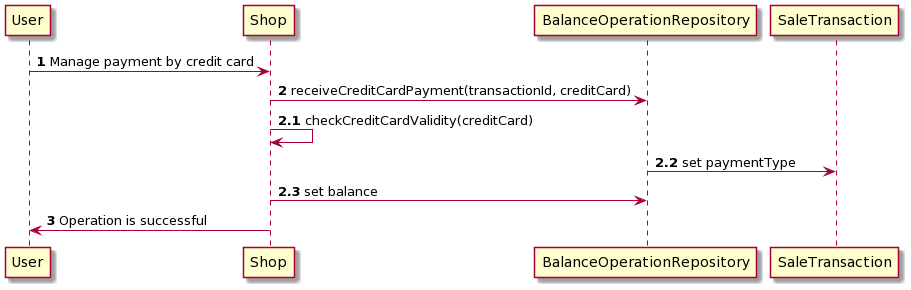 User
Shop
BalanceOperationRepository
SaleTransaction
1 Manage payment by credit card
2 receiveCreditCardPayment(transactionId, creditCard)
2.1 checkCreditCardValidity(creditCard)
2.2 set paymentType
2.3 set balance
3 Operation is successful
User
Shop
BalanceOperationRepository
SaleTransaction